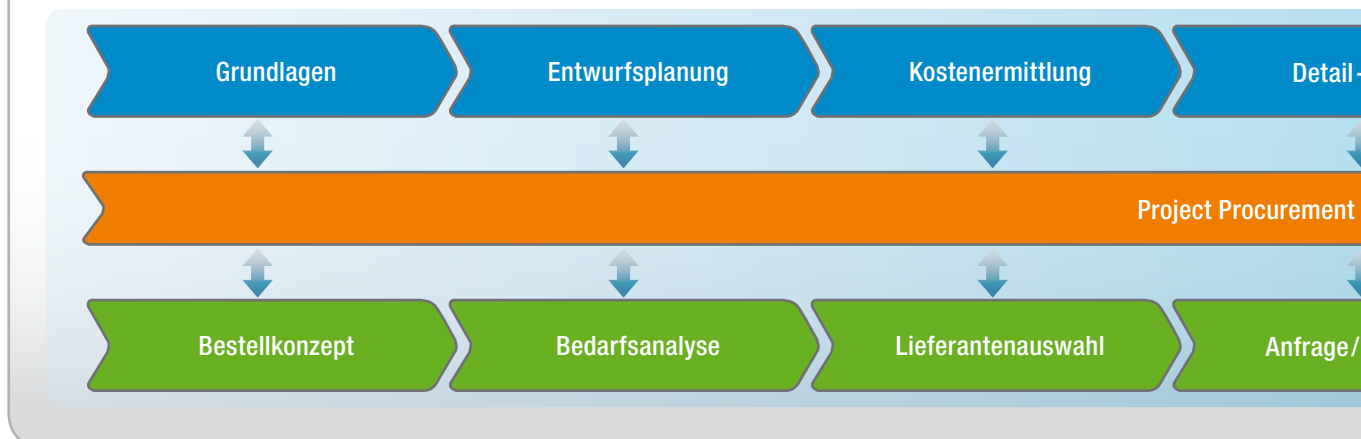 Grundlagen
Entwurfsplanung
Kostenermittlung
Detail-
Project Procurement
Bestellkonzept
Bedarfsanalyse
Lieferantenauswahl
Anfrage/